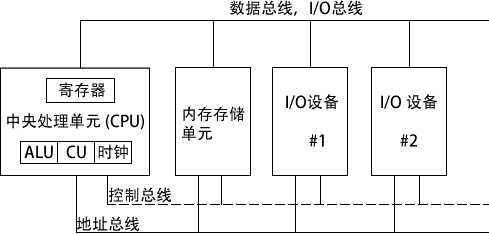 数据总线，I/O总线
寄存器
中央处理单元 (CPU)
ALU CU 时钟
内存存储
单元
I/O设备
#1
I/O 设备
#2
控制总线
地址总线